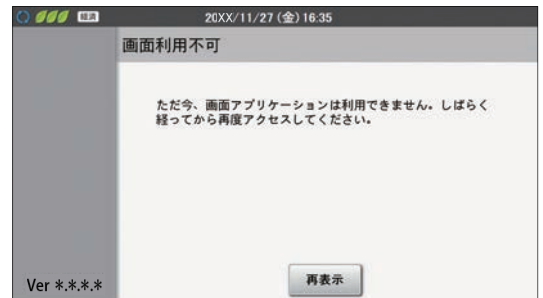 経済 20XX/11/27(金)16:35
画面利用不可
ただ今、画面アプリケーションは利用できません。しばらく
経ってから再度アクセスしてください。
再表示
Ver *.*.*.*